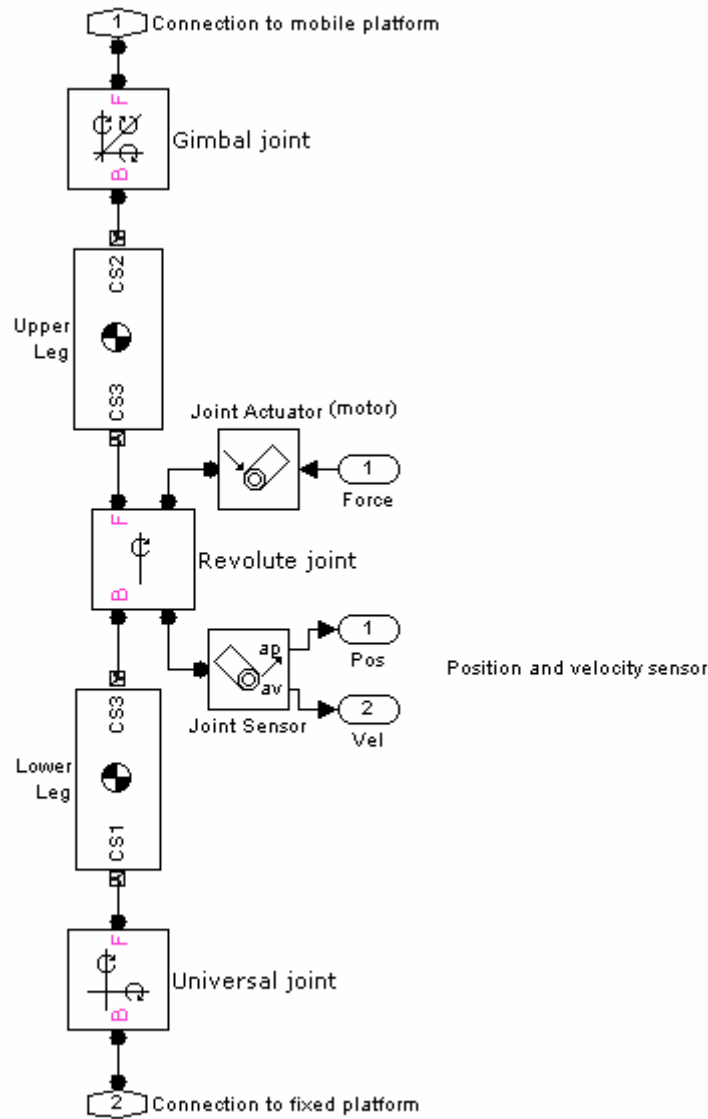 1 Connection to mobile platform
F
Gimbal joint
B
CS2
Upper
Leg
CS3
Joint Actuator (motor)
1
Force
F
Revolute joint
B
ap
1
Pos
Position and velocity sensor
av
2
Vel
Joint Sensor
CS3
Lower
Leg
CS1
F
Universal joint
B
2 Connection to fixed platform